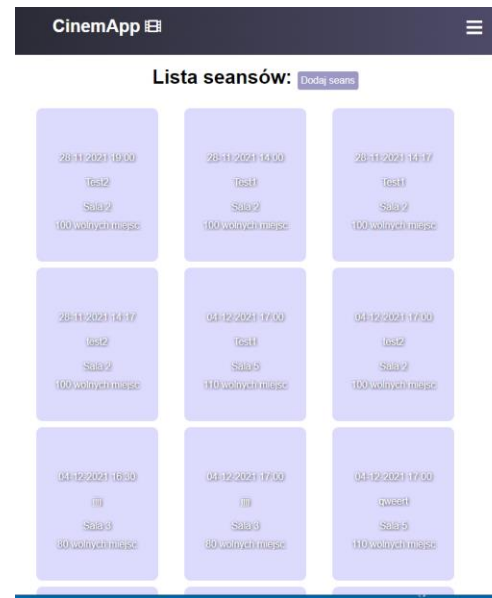 CinemApp
Lista seansów: Dodaj seans
28-11-2021 19:00
Test2
Sala 2
100 wolnych miejsc
28-11-2021 14:00
Test1
Sala 2
100 wolnych miejsc
28-11-2021 14:17
Test1
Sala 2
100 wolnych miejsc
28-11-2021 14:17
Test2
Sala 2
100 wolnych miejsc
04-12-2021 17:00
Test1
Sala 5
110 wolnych miejsc
04-12-2021 17:00
Test2
Sala 2
100 wolnych miejsc
04-12-2021 16:30
Sala 3
80 wolnych miejsc
04-12-2021 17:00
Sala 3
80 wolnych miejsc
04-12-2021 17:00
Sala 5
110 wolnych miejsc